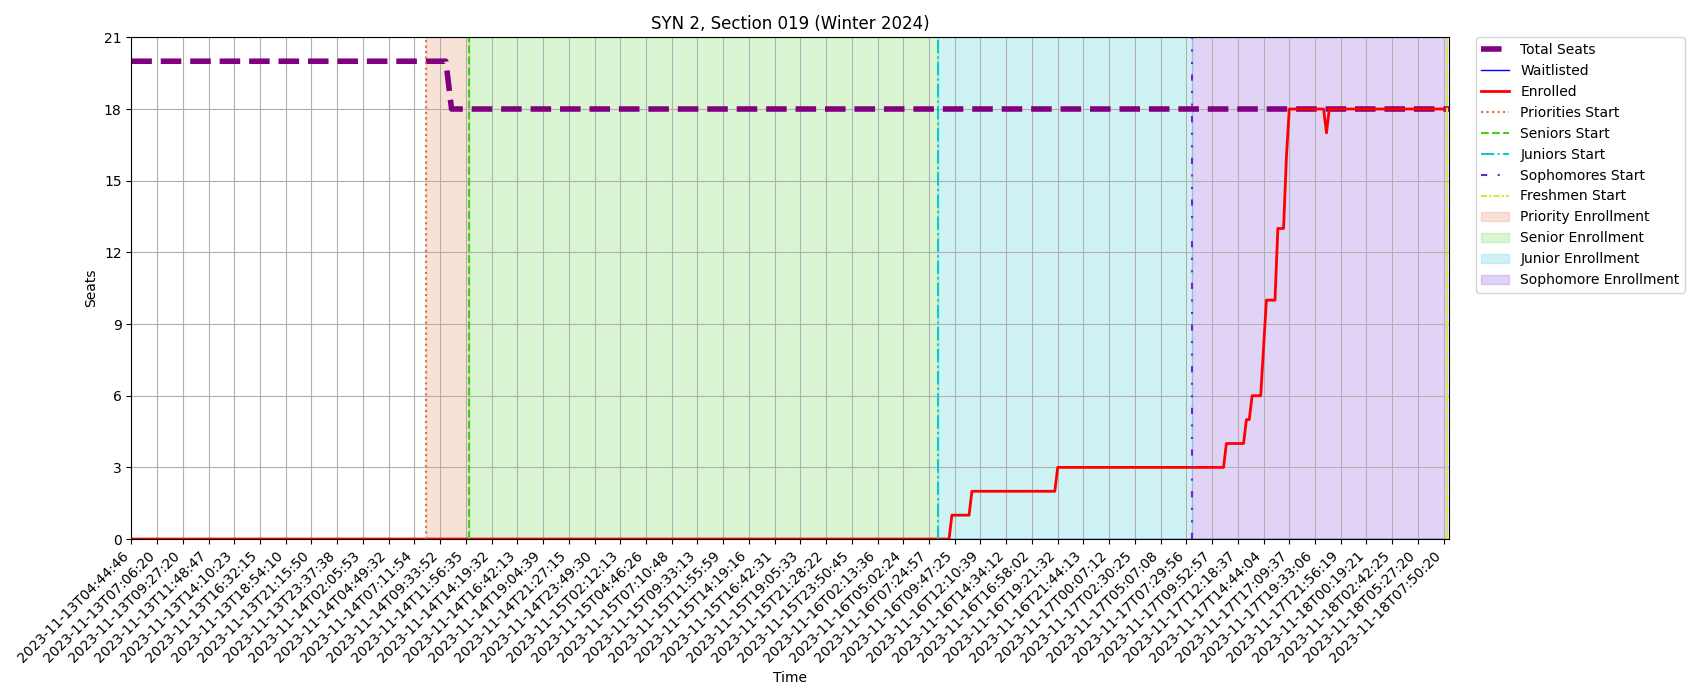 SYN 2, Section 019 (Winter 2024)
21
18
15
12
9
6
3
0
Seats
2023-11-13T04:44:46
2023-11-13T07:06:20
2023-11-13T09:27:20
2023-11-13T11:48:47
2023-11-13T14:10:23
2023-11-13T16:32:15
2023-11-13T18:54:10
2023-11-13T21:15:50
2023-11-13T23:37:38
2023-11-14T02:05:53
2023-11-14T04:49:32
2023-11-14T07:11:54
2023-11-14T09:33:52
2023-11-14T11:56:35
2023-11-14T14:19:32
2023-11-14T16:42:13
2023-11-14T19:04:39
2023-11-14T21:27:15
2023-11-14T23:49:30
2023-11-15T02:12:13
2023-11-15T04:46:26
2023-11-15T07:10:48
2023-11-15T09:33:13
2023-11-15T11:55:59
2023-11-15T14:19:16
2023-11-15T16:42:31
2023-11-15T19:05:33
2023-11-15T21:28:22
2023-11-15T23:50:45
2023-11-16T02:13:36
2023-11-16T05:02:24
2023-11-16T07:24:57
2023-11-16T09:47:25
2023-11-16T12:10:39
2023-11-16T14:34:12
2023-11-16T16:58:02
2023-11-16T19:21:32
2023-11-16T21:44:13
2023-11-17T00:07:12
2023-11-17T02:30:25
2023-11-17T05:07:08
2023-11-17T07:29:56
2023-11-17T09:52:57
2023-11-17T12:18:37
2023-11-17T14:44:04
2023-11-17T17:09:37
2023-11-17T19:33:06
2023-11-17T21:56:19
2023-11-18T00:19:21
2023-11-18T02:42:25
2023-11-18T05:27:20
2023-11-18T07:50:20
Time
Total Seats
Waitlisted
Enrolled
Priorities Start
Seniors Start
Juniors Start
Sophomores Start
Freshmen Start
Priority Enrollment
Senior Enrollment
Junior Enrollment
Sophomore Enrollment